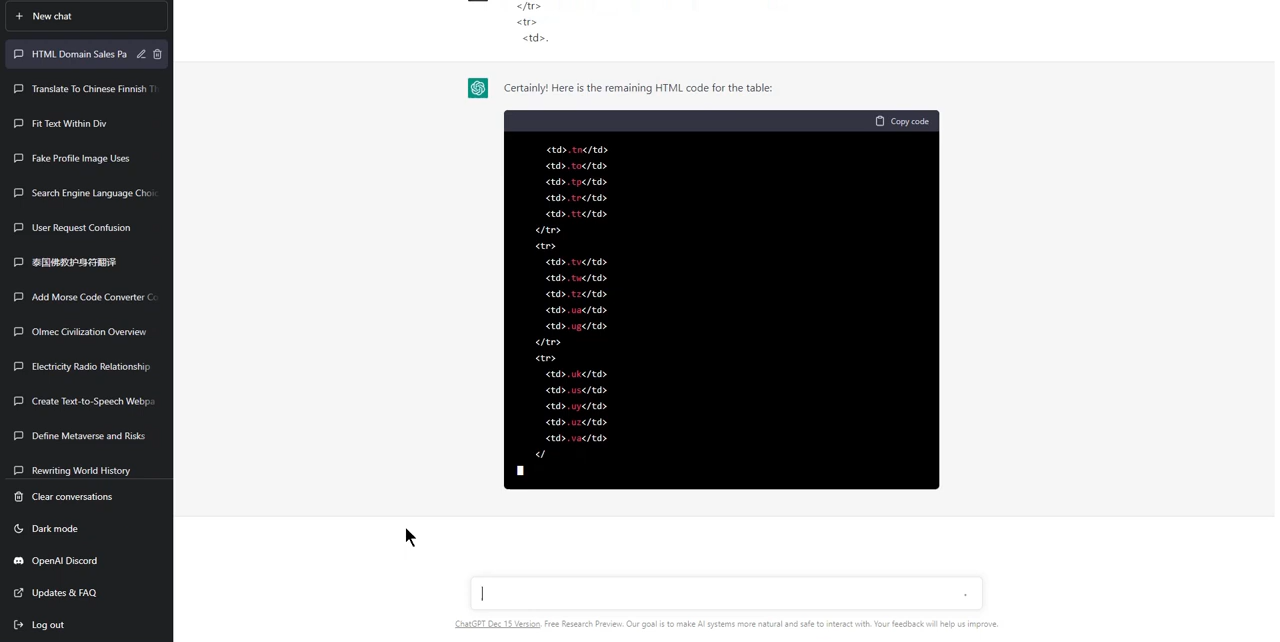 New chat
HTML Domain Sales Pa
Translate To Chinese Finnish Th
Fit Text Within Div
Fake Profile Image Uses
Search Engine Language Choic
User Request Confusion
泰国佛教护身符翻译
Add Morse Code Converter Co
Olmec Civilization Overview
Electricity Radio Relationship
Create Text-to-Speech Webpa
Define Metaverse and Risks
Rewriting World History
Clear conversations
Dark mode
OpenAI Discord
Updates & FAQ
Log out
</tr>
<tr>
<td>.
Certainly! Here is the remaining HTML code for the table:
Copy code
<td>.tn</td>
<td>.to</td>
<td>.tp</td>
<td>.tr</td>
<td>.tt</td>
</tr>
<tr>
<td>.tv</td>
<td>.tw</td>
<td>.tz</td>
<td>.ua</td>
<td>.ug</td>
</tr>
<tr>
<td>.uk</td>
<td>.us</td>
<td>.uy</td>
<td>.uz</td>
<td>.va</td>
</
ChatGPT Dec 15 Version. Free Research Preview. Our goal is to make AI systems more natural and safe to interact with. Your feedback will help us improve.